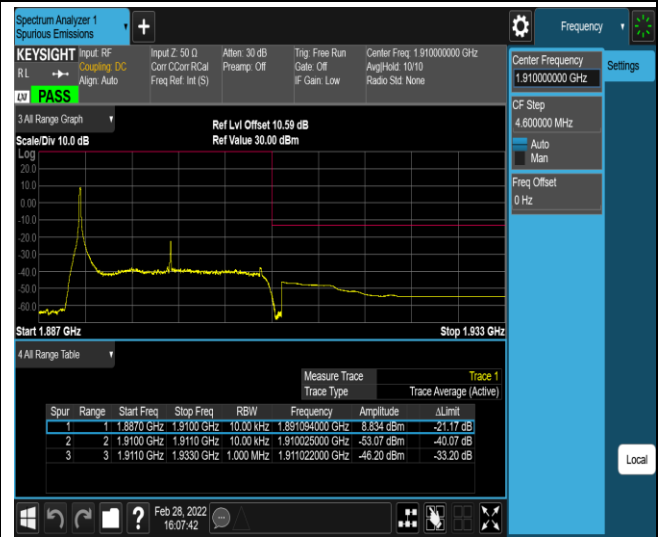 Spectrum Analyzer 1
Spurious Emissions
+
Frequency
KEYSIGHT
RL
Input: RF
Coupling: DC
Align: Auto
Input Z: 50 Ω
Corr CCorr RCal
Freq Ref: Int (S)
Atten: 30 dB
Preamp: Off
Trig: Free Run
Gate: Off
IF Gain: Low
Center Freq: 1.910000000 GHz
Avg|Hold: 10/10
Radio Std: None
LXI PASS
Center Frequency
1.910000000 GHz
Settings
CF Step
4.600000 MHz
Auto
Man
Freq Offset
0 Hz
3 All Range Graph
Scale/Div 10.0 dB
Ref Lvl Offset 10.59 dB
Ref Value 30.00 dBm
Log
20.0
10.0
0.00
-10.0
-20.0
-30.0
-40.0
-50.0
-60.0
Start 1.887 GHz
Stop 1.933 GHz
4 All Range Table
Measure Trace Trace 1
Trace Type Trace Average (Active)
Spur Range Start Freq Stop Freq RBW Frequency Amplitude ΔLimit
1 1 1.8870 GHz 1.9100 GHz 10.00 kHz 1.891094000 GHz 8.834 dBm -21.17 dB
2 2 1.9100 GHz 1.9110 GHz 10.00 kHz 1.910025000 GHz -53.07 dBm -40.07 dB
3 3 1.9110 GHz 1.9330 GHz 1.000 MHz 1.911022000 GHz -46.20 dBm -33.20 dB
Local
?
Feb 28, 2022
16:07:42